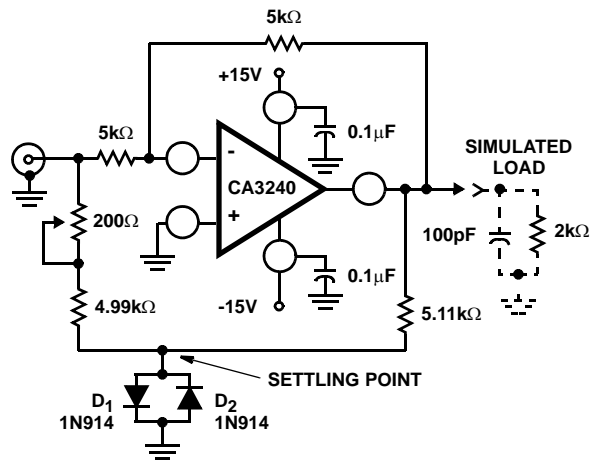 5kΩ
+15V
0.1μF
5kΩ
SIMULATED
LOAD
-
CA3240
+
200Ω
100pF
2kΩ
0.1μF
4.99kΩ
-15V
5.11kΩ
SETTLING POINT
D1
1N914
D2
1N914